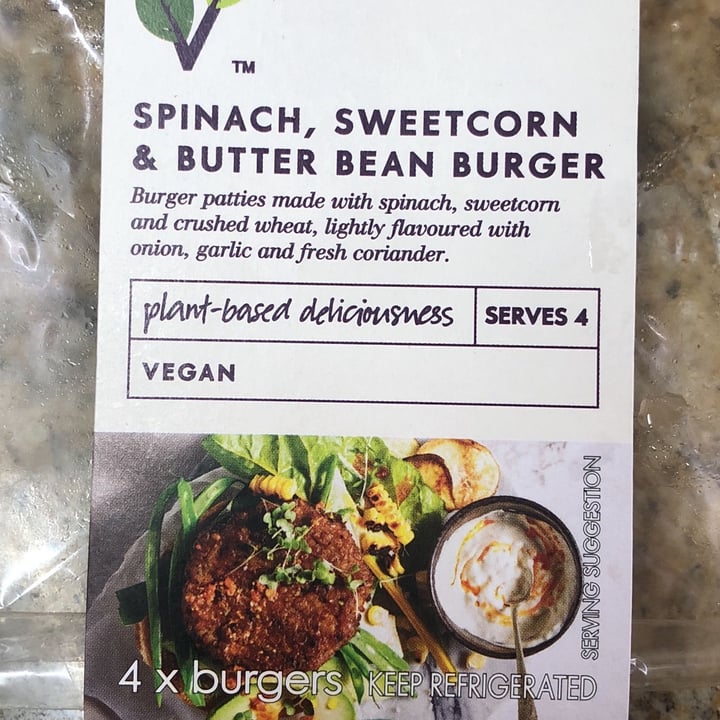 TM
SPINACH, SWEETCORN
& BUTTER BEAN BURGER
Burger patties made with spinach, sweetcorn
and crushed wheat, lightly flavoured with
onion, garlic and fresh coriander.
plant-based deliciousness
SERVES 4
VEGAN
SERVING SUGGESTION
4 x burgers
KEEP REFRIGERATED